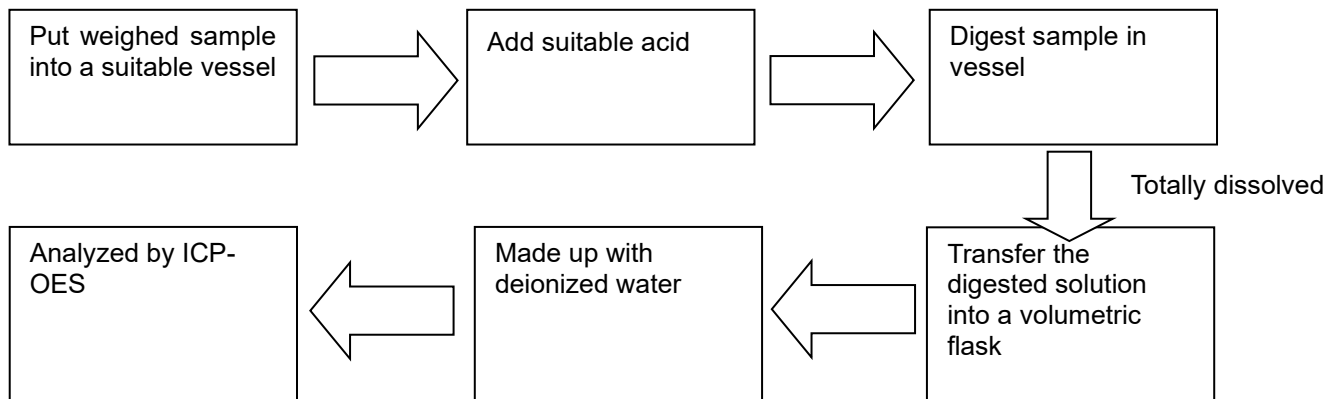 Put weighed sample
into a suitable vessel
Add suitable acid
Digest sample in
vessel
Totally dissolved
Transfer the
digested solution
into a volumetric
flask
Made up with
deionized water
Analyzed by ICP-
OES